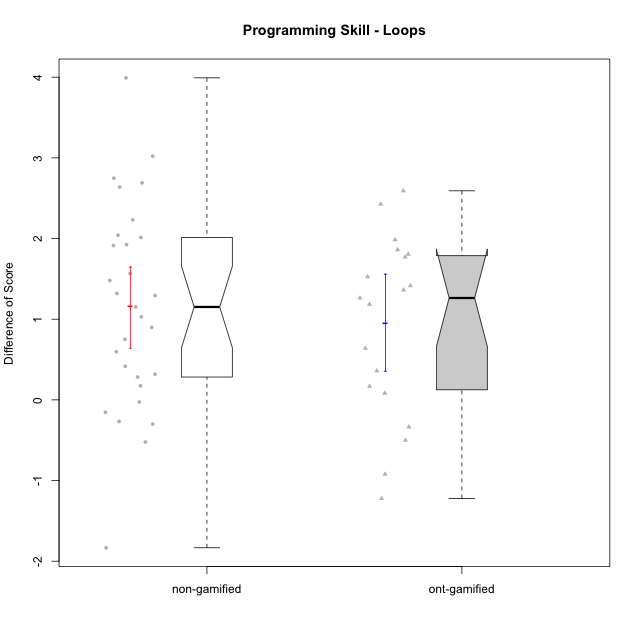 Programming Skill - Loops
Difference of Score
4
3
2
1
0
-1
-2
non-gamified
ont-gamified